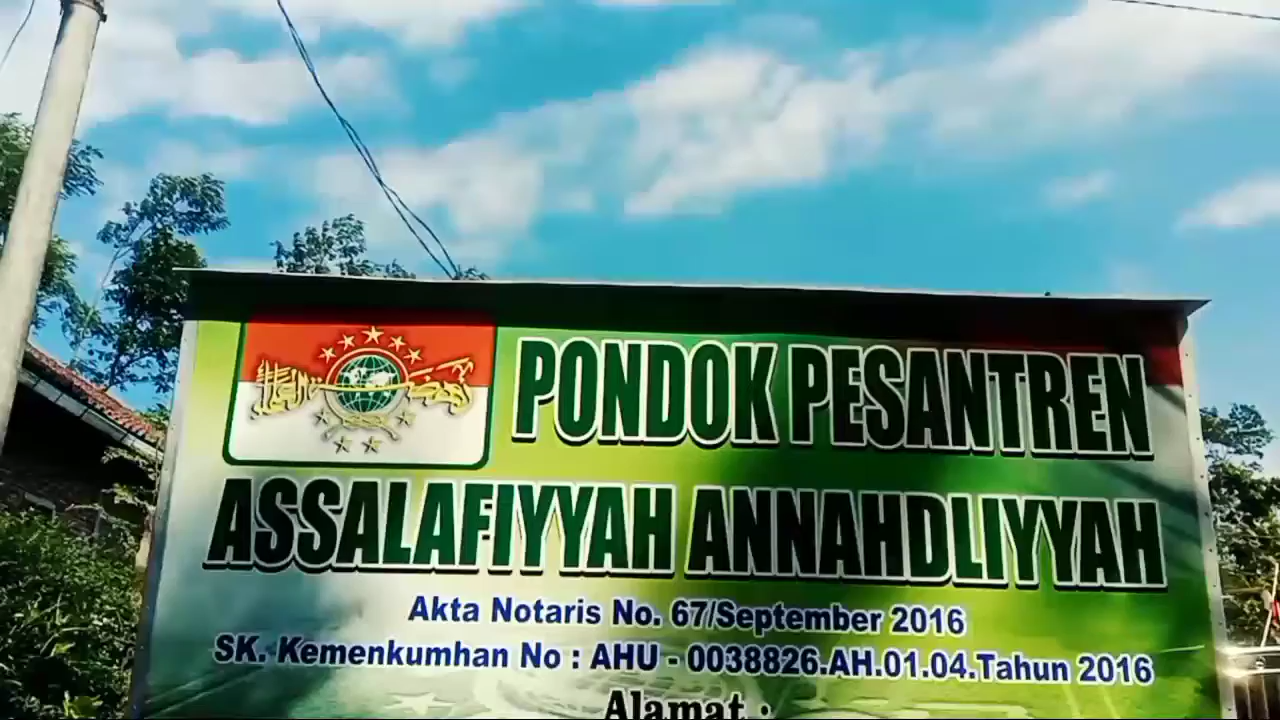 PONDOK PESANTREN
ASSALAFIYYAH ANNAHDLIYYAH
Akta Notaris No. 67/September 2016
SK. Kemenkumhan No : AHU - 0038826.AH.01.04.Tahun 2016
Alamat :